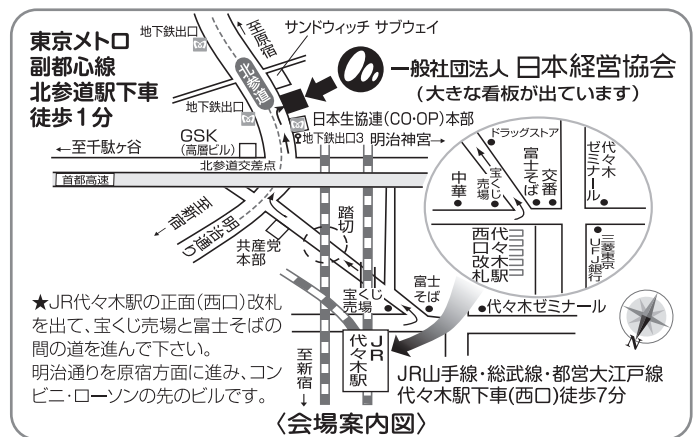 東京メトロ
副都心線
北参道駅下車
徒歩1分
地下鉄出口
至原宿
サンドウィッチ サブウェイ
北参道
一般社団法人 日本経営協会
(大きな看板が出ています)
地下鉄出口
日本生協連(CO・OP)本部
地下鉄出口3
明治神宮→
GSK
(高層ビル)
←至千駄ヶ谷
北参道交差点
首都高速
至新宿
明治通り
共産党
本部
踏切
宝くじ
売場
富士
そば
代々木ゼミナール
ドラッグストア
中華
宝くじ
売場
富士そば
交番
代々木
ゼミナール
代々木駅
西口改札
三菱東京
UFJ銀行
★JR代々木駅の正面(西口)改札
を出て、宝くじ売場と富士そばの
間の道を進んで下さい。
明治通りを原宿方面に進み、コン
ビニ・ローソンの先のビルです。
至新宿
↓
JR
代々木駅
JR山手線・総武線・都営大江戸線
代々木駅下車(西口)徒歩7分
N
〈会場案内図〉